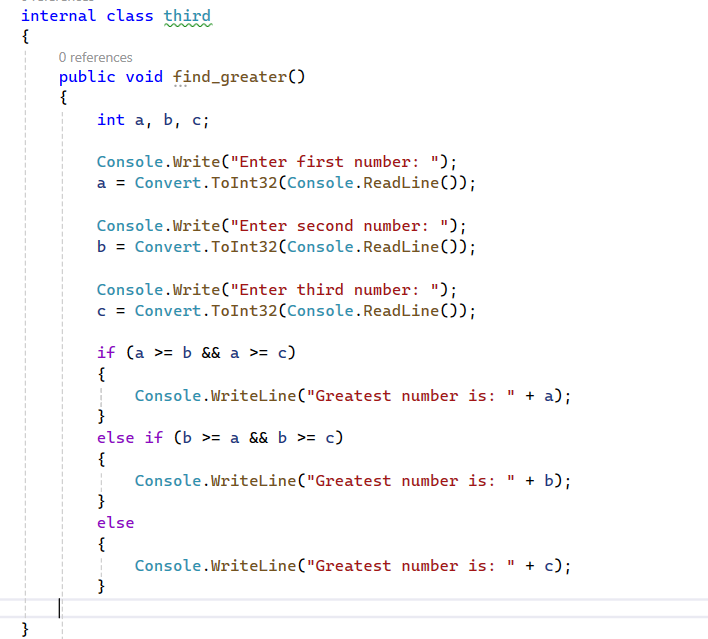 internal class third
{
0 references
public void find_greater()
{
int a, b, c;
Console.Write("Enter first number: ");
a = Convert.ToInt32(Console.ReadLine());
Console.Write("Enter second number: ");
b = Convert.ToInt32(Console.ReadLine());
Console.Write("Enter third number: ");
c = Convert.ToInt32(Console.ReadLine());
if (a >= b && a >= c)
{
Console.WriteLine("Greatest number is: " + a);
}
else if (b >= a && b >= c)
{
Console.WriteLine("Greatest number is: " + b);
}
else
{
Console.WriteLine("Greatest number is: " + c);
}
}